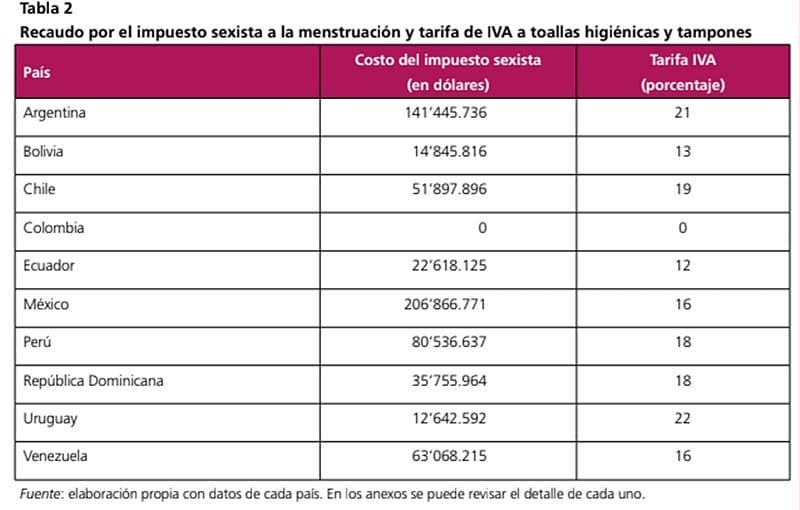 Tabla 2
Recaudo por el impuesto sexista a la menstruación y tarifa de IVA a toallas higiénicas y tampones
País Costo del impuesto sexista (en dólares) Tarifa IVA (porcentaje)
Argentina 141‘445.736 21
Bolivia 14‘845.816 13
Chile 51‘897.896 19
Colombia 0 0
Ecuador 22‘618.125 12
México 206‘866.771 16
Perú 80‘536.637 18
República Dominicana 35‘755.964 18
Uruguay 12‘642.592 22
Venezuela 63‘068.215 16
Fuente: elaboración propia con datos de cada país. En los anexos se puede revisar el detalle de cada uno.